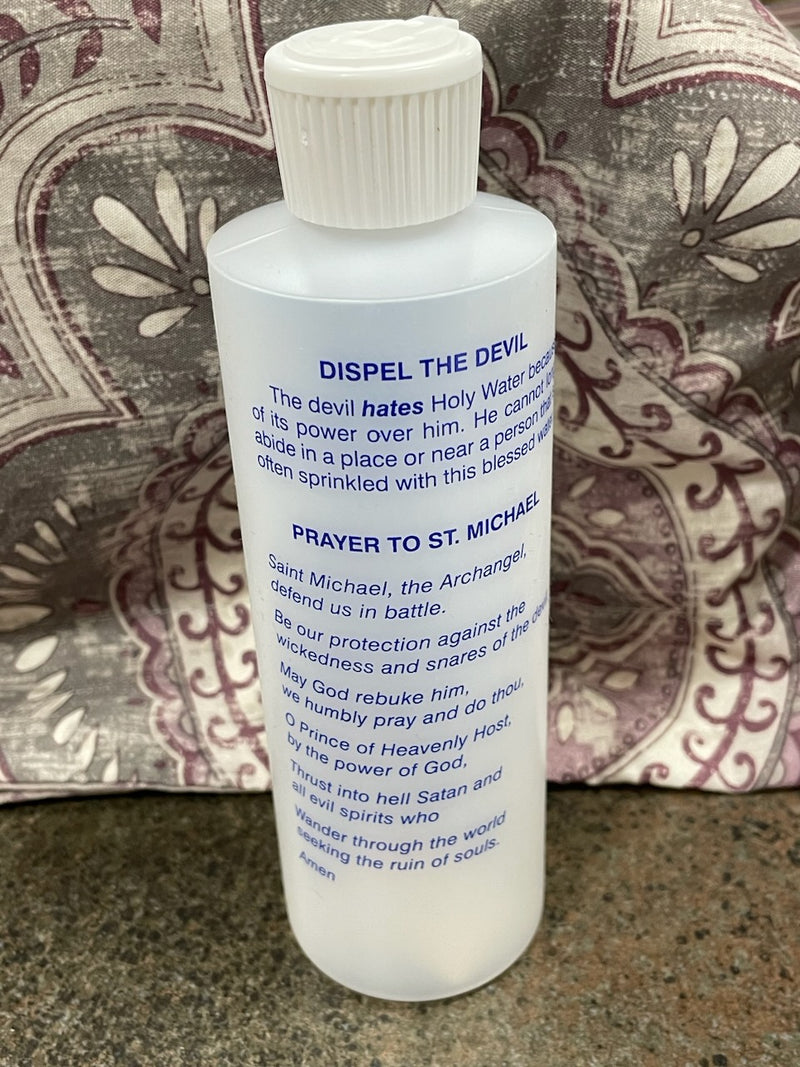 DISPEL THE DEVIL
The devil hates Holy Water
of its power over him. He cannot
abide in a place or near a person
often sprinkled with this blessed
PRAYER TO ST. MICHAEL
Saint Michael, the Archangel,
defend us in battle.
Be our protection against the
wickedness and snares of the
May God rebuke him,
we humbly pray and do thou,
O Prince of Heavenly Host,
by the power of God,
Thrust into hell Satan and
all evil spirits who
Wander through the world
seeking the ruin of souls.
Amen